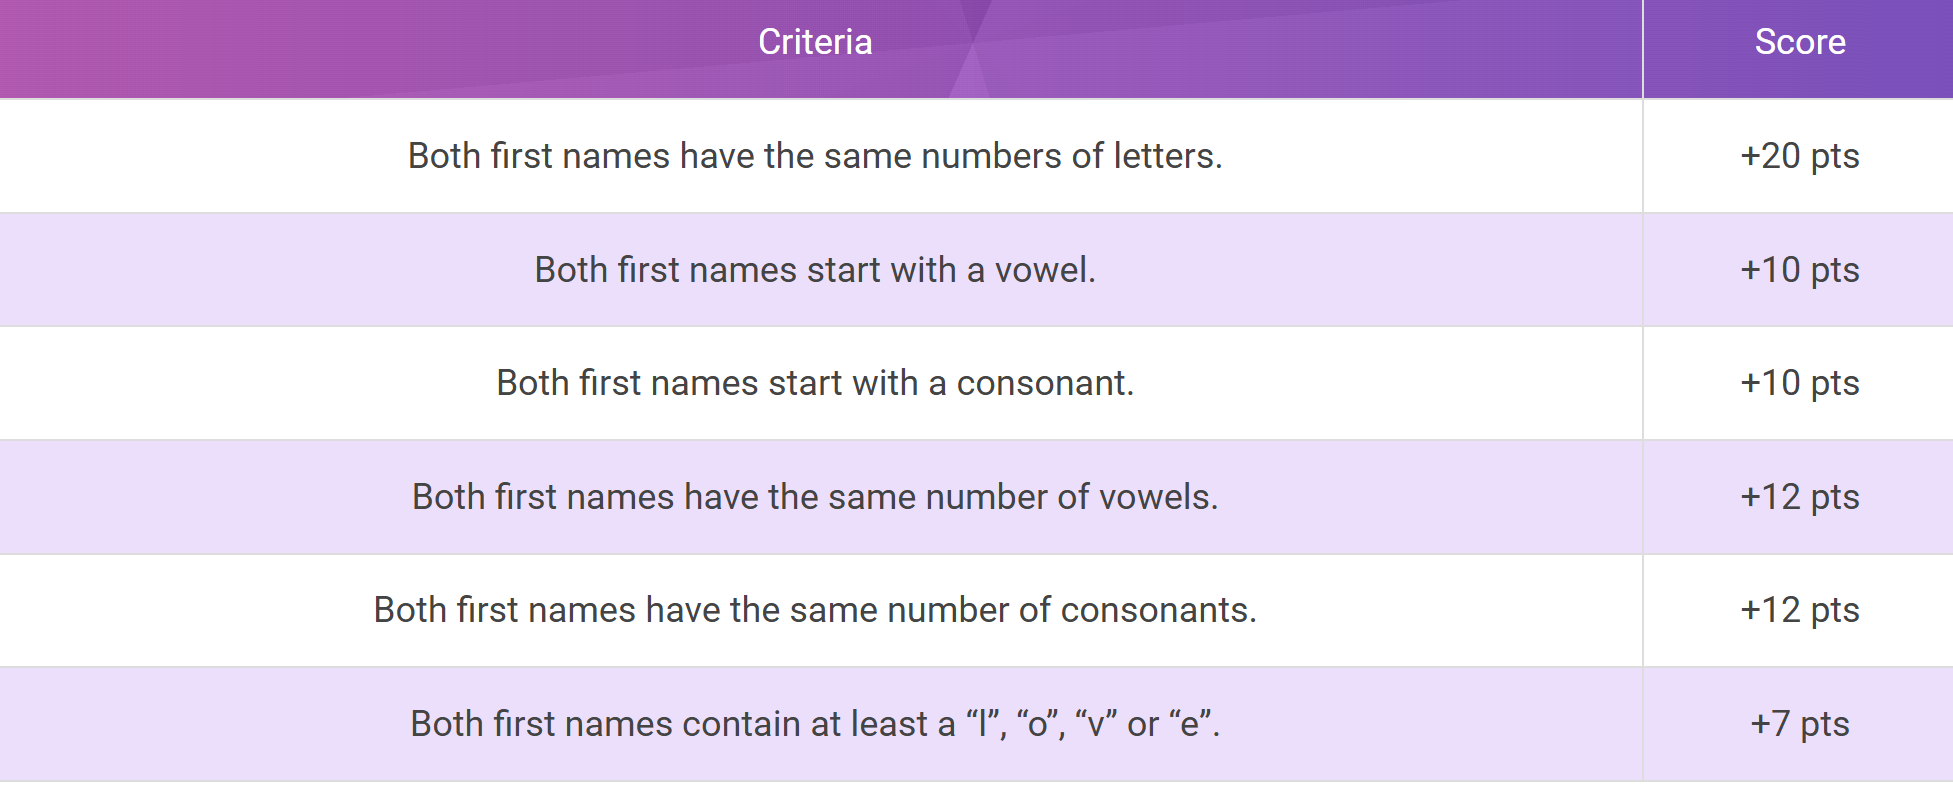 Criteria Score
Both first names have the same numbers of letters. +20 pts
Both first names start with a vowel. +10 pts
Both first names start with a consonant. +10 pts
Both first names have the same number of vowels. +12 pts
Both first names have the same number of consonants. +12 pts
Both first names contain at least a “l”, “o”, “v” or “e”. +7 pts